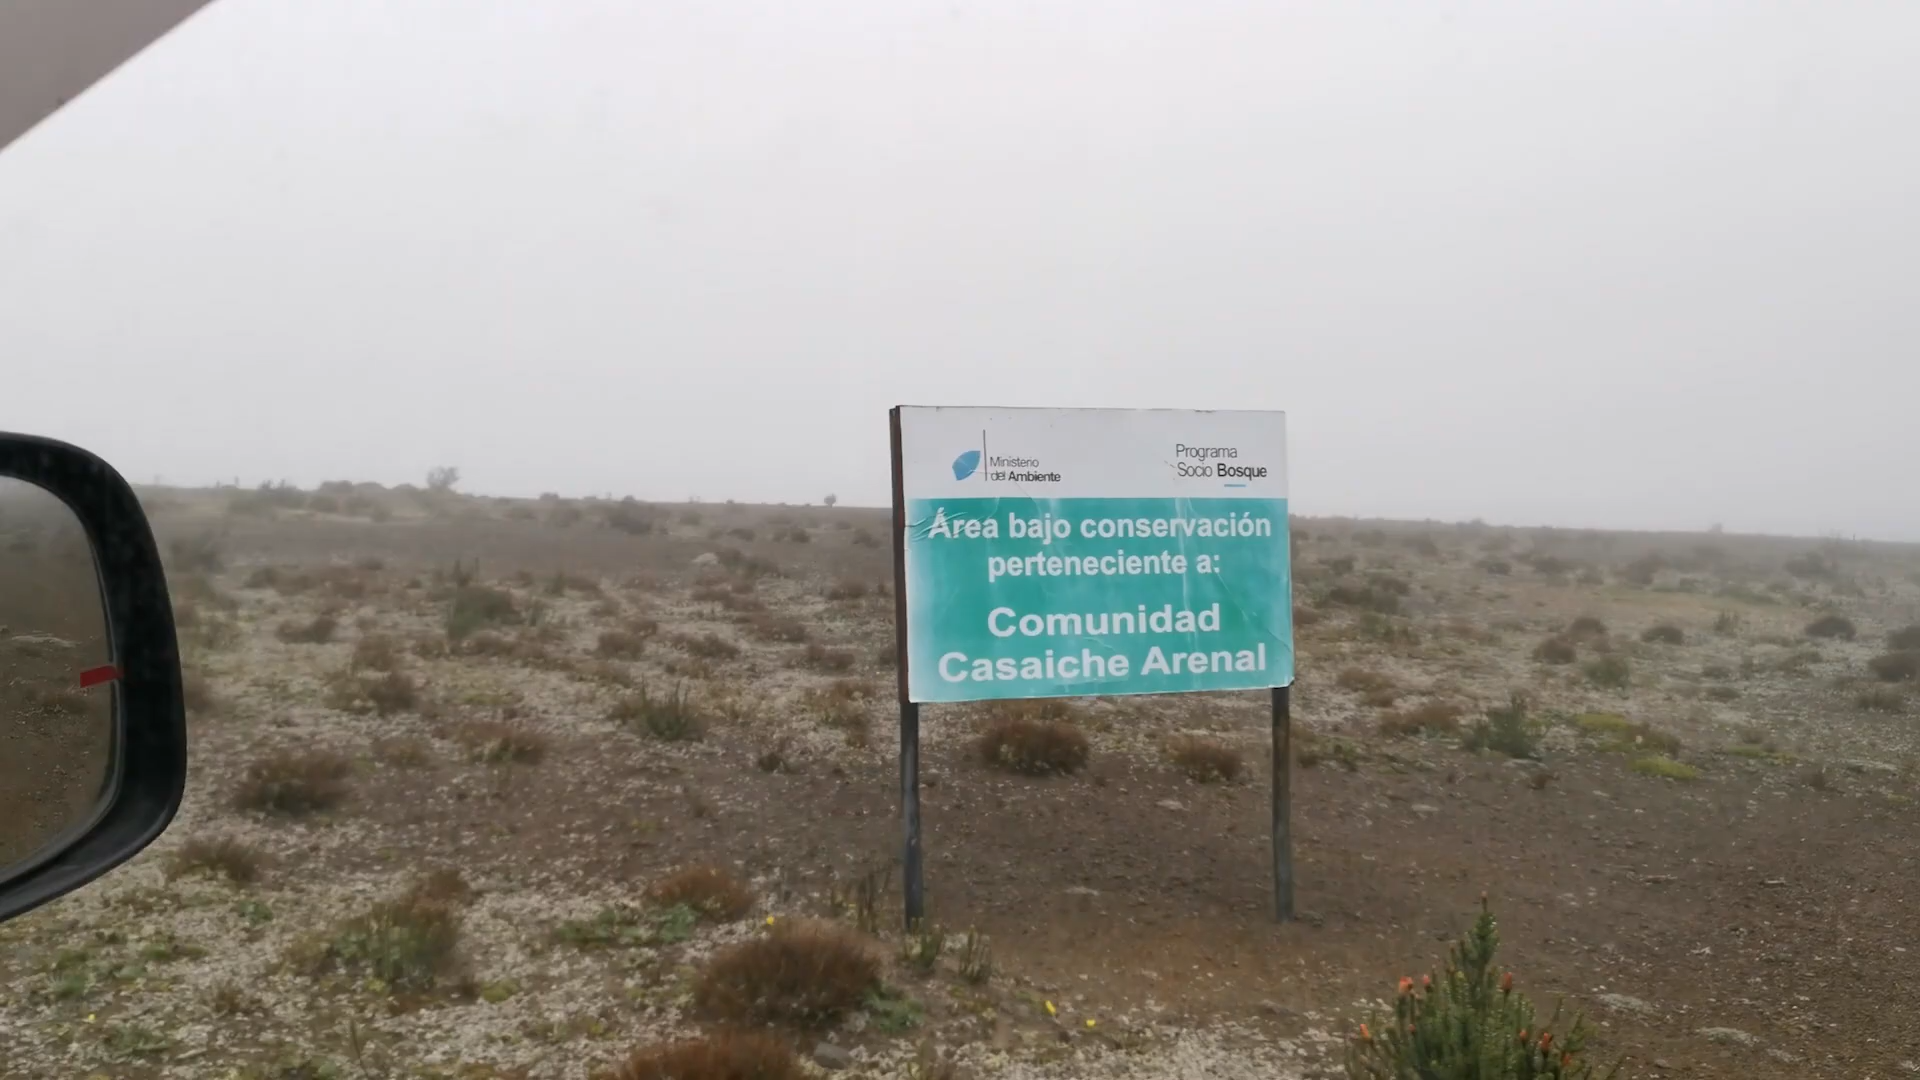 Ministerio
del Ambiente
Programa
Socio Bosque
Área bajo conservación
perteneciente a:
Comunidad
Casaiche Arenal